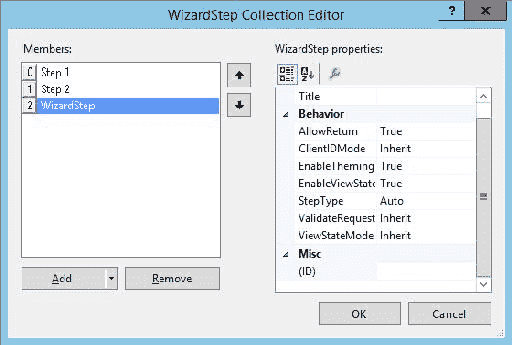 WizardStep Collection Editor
? ×
Members:
0 Step 1
1 Step 2
2 WizardStep
Add
Remove
WizardStep properties:
Title
Behavior
AllowReturn True
ClientIDMode Inherit
EnableTheming True
EnableViewState True
StepType Auto
ValidateRequest Inherit
ViewStateMode Inherit
Misc
(ID)
OK
Cancel